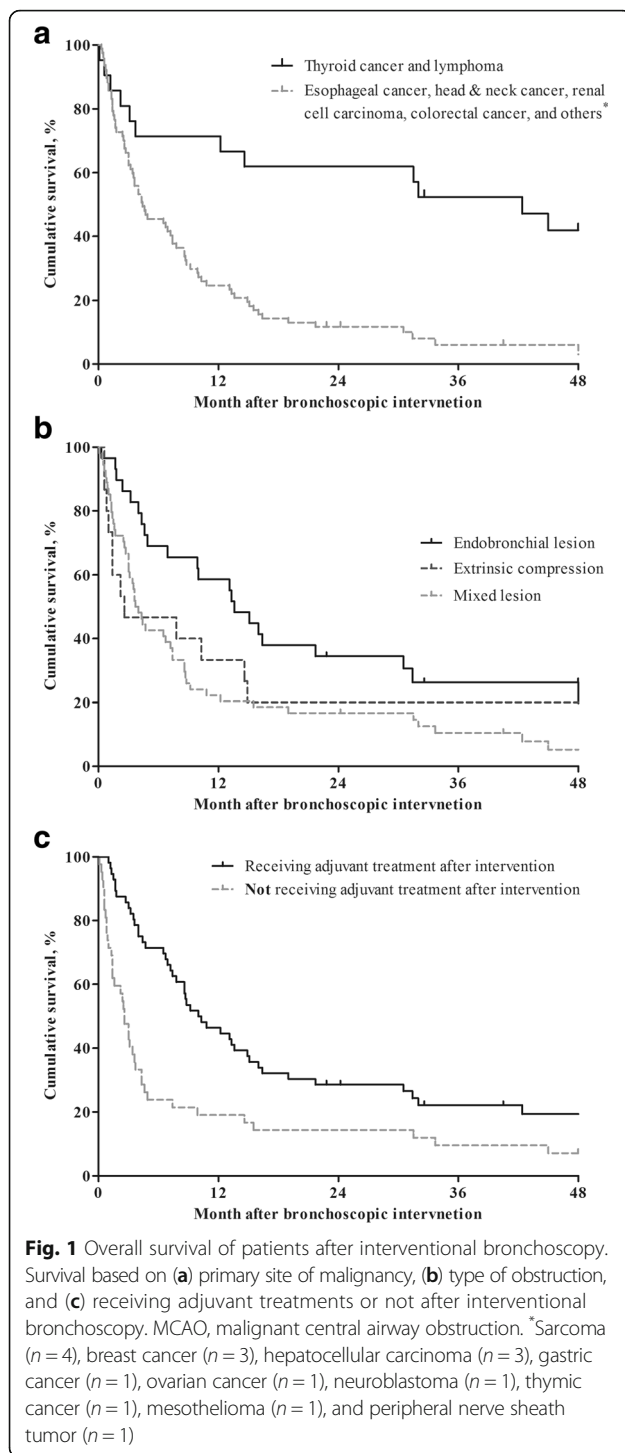 a
100
80
60
40
20
0
Cumulative survival, %
Thyroid cancer and lymphoma
Esophageal cancer, head & neck cancer, renal
cell carcinoma, colorectal cancer, and others*
0 12 24 36 48
Month after bronchoscopic intervnetion
b
100
80
60
40
20
0
Cumulative survival, %
Endobronchial lesion
Extrinsic compression
Mixed lesion
0 12 24 36 48
Month after bronchoscopic intervnetion
c
100
80
60
40
20
0
Cumulative survival, %
Receiving adjuvant treatment after intervention
Not receiving adjuvant treatment after intervention
0 12 24 36 48
Month after bronchoscopic intervnetion
Fig. 1 Overall survival of patients after interventional bronchoscopy.
Survival based on (a) primary site of malignancy, (b) type of obstruction,
and (c) receiving adjuvant treatments or not after interventional
bronchoscopy. MCAO, malignant central airway obstruction. *Sarcoma
(n = 4), breast cancer (n = 3), hepatocellular carcinoma (n = 3), gastric
cancer (n = 1), ovarian cancer (n = 1), neuroblastoma (n = 1), thymic
cancer (n = 1), mesothelioma (n = 1), and peripheral nerve sheath
tumor (n = 1)